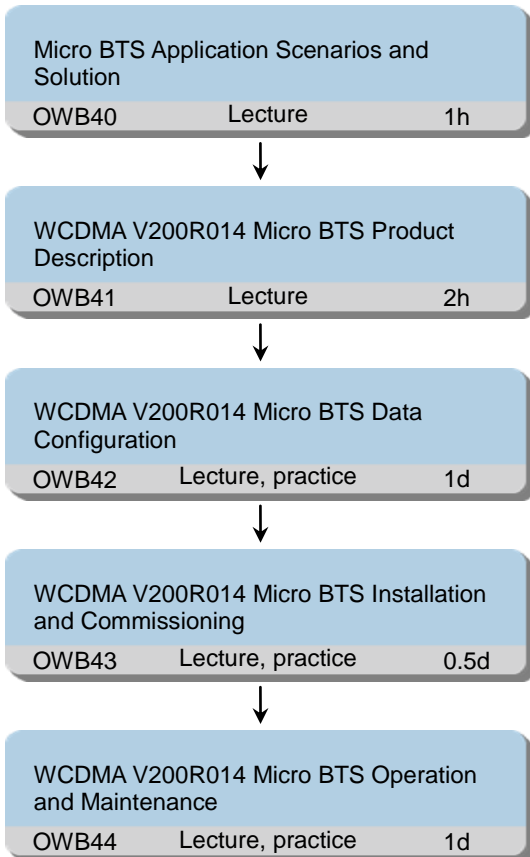 Micro BTS Application Scenarios and
Solution
OWB40 Lecture 1h
WCDMA V200R014 Micro BTS Product
Description
OWB41 Lecture 2h
WCDMA V200R014 Micro BTS Data
Configuration
OWB42 Lecture, practice 1d
WCDMA V200R014 Micro BTS Installation
and Commissioning
OWB43 Lecture, practice 0.5d
WCDMA V200R014 Micro BTS Operation
and Maintenance
OWB44 Lecture, practice 1d